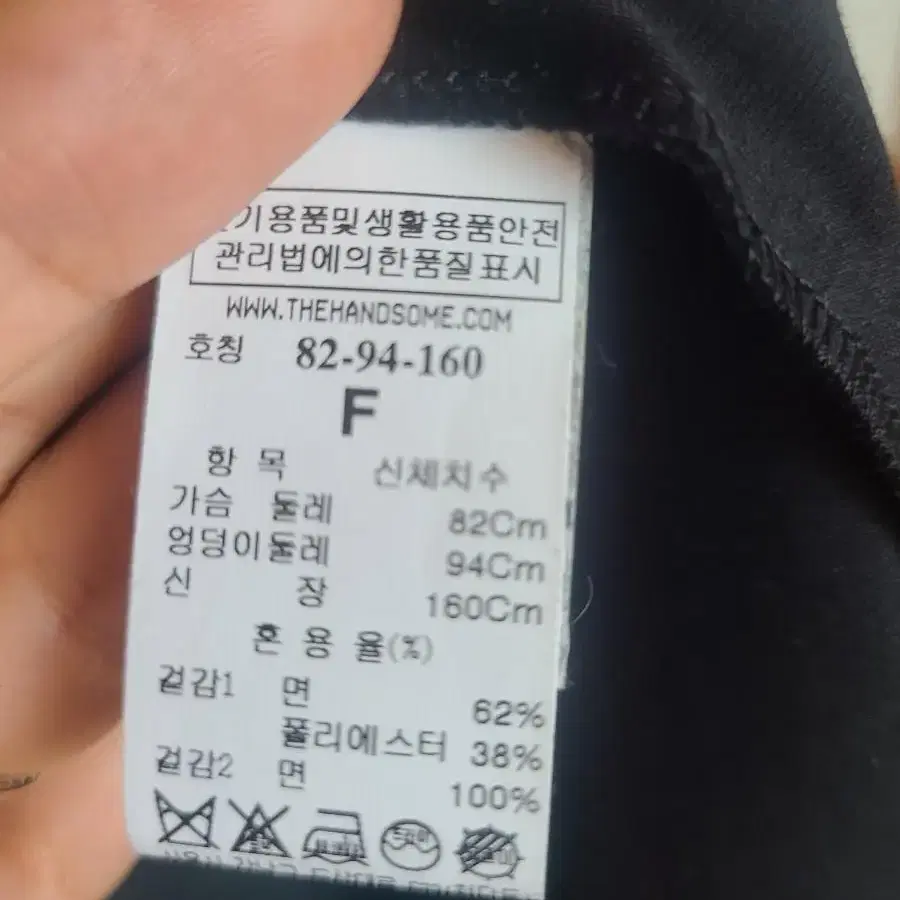 기용품및생활용품안전
관리법에의한품질표시
WWW.THEHANDSOME.COM
호칭 82-94-160
F
항 목 신체치수
가슴 둘레 82Cm
엉덩이둘레 94Cm
신 장 160Cm
혼 용 율(%)
겉감1 면 62%
폴리에스터 38%
겉감2 면 100%